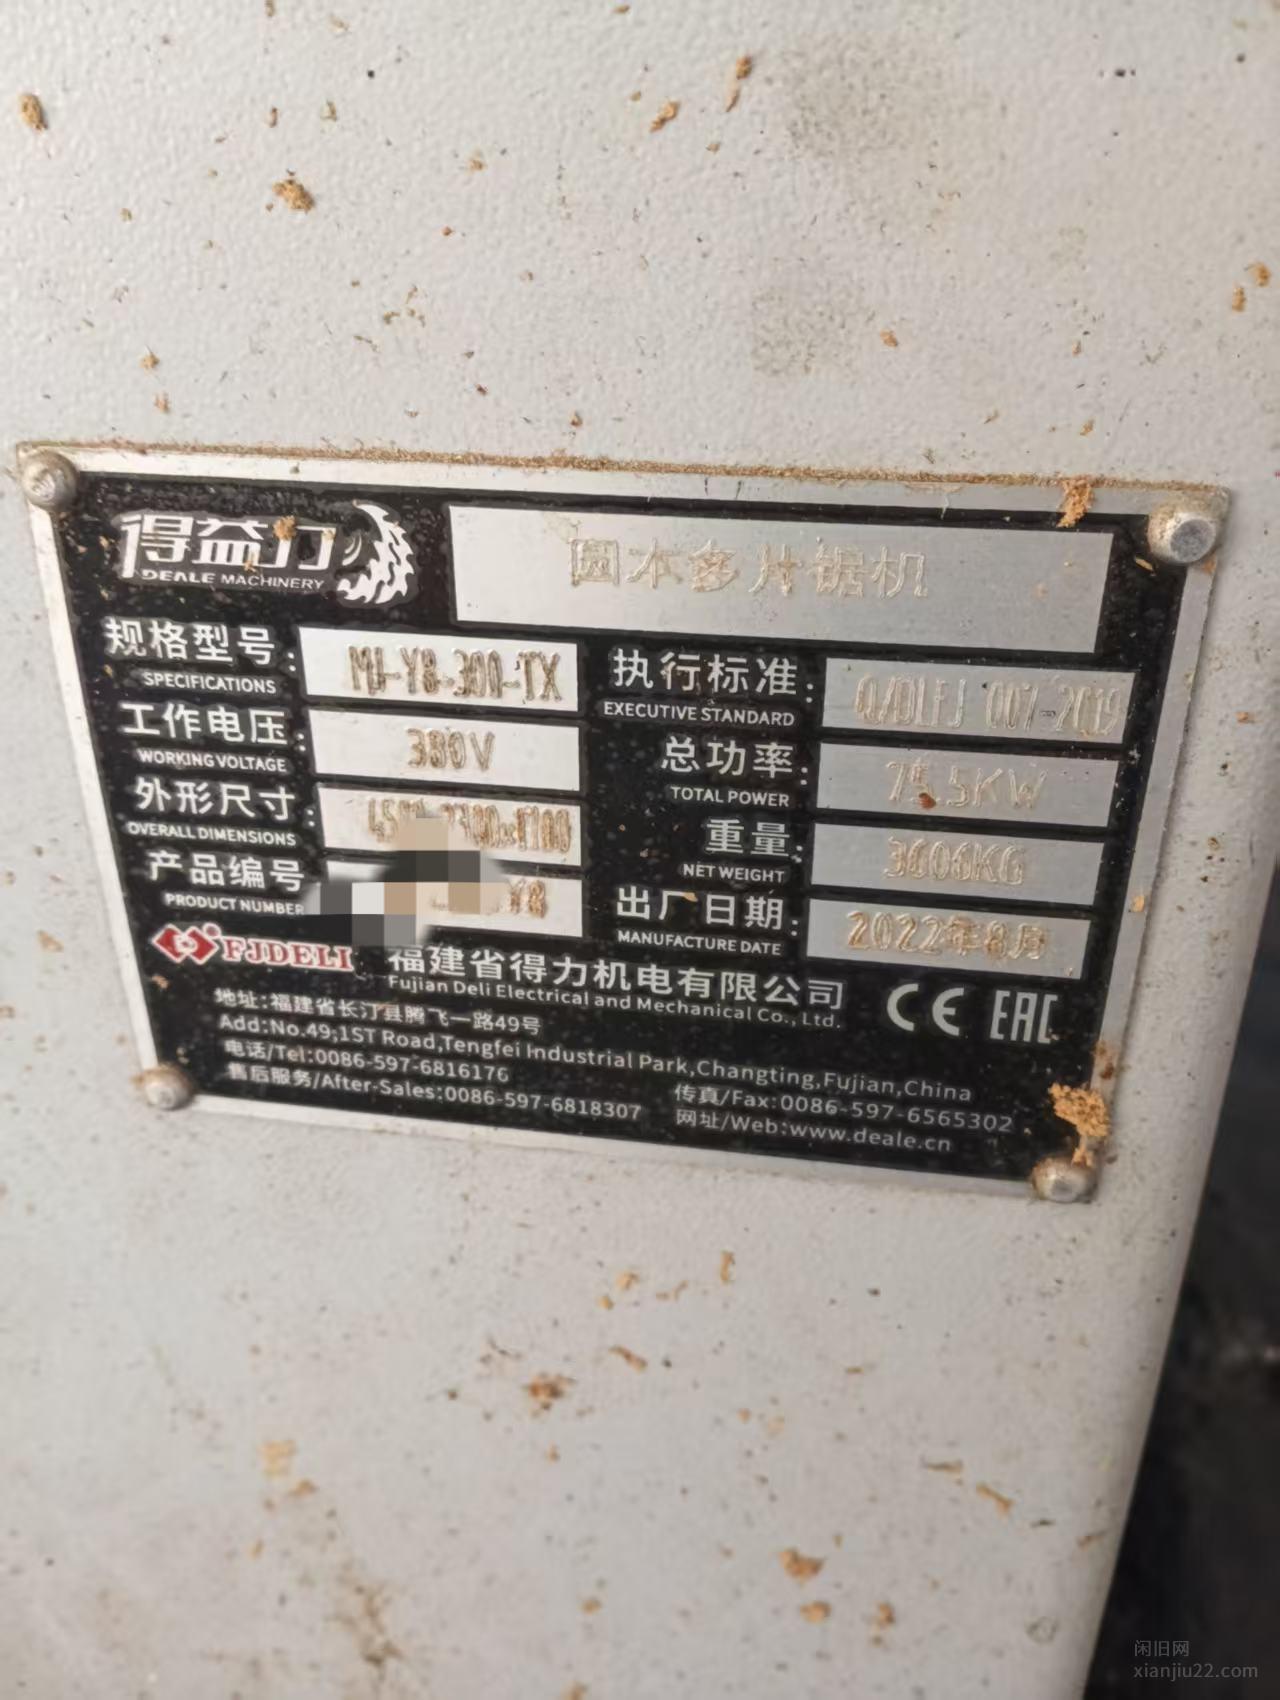 得益力
DEALE MACHINERY
圆木多片锯机
规格型号:
SPECIFICATIONS
MJ-Y8-300-TX
执行标准:
EXECUTIVE STANDARD
工作电压:
WORKING VOLTAGE
380V
总功率:
TOTAL POWER
75.5KW
外形尺寸:
OVERALL DIMENSIONS
重量:
NET WEIGHT
3606KG
产品编号
PRODUCT NUMBER
出厂日期:
MANUFACTURE DATE
2022年8月
FJDELI
福建省得力机电有限公司
Fujian Deli Electrical and Mechanical Co., Ltd.
CE EAC
地址:福建省长汀县腾飞一路49号
Add:No.49;1ST Road,Tengfei Industrial Park,Changting,Fujian,China
电话/Tel:0086-597-6816176
传真/Fax:0086-597-6565302
售后服务/After-Sales:0086-597-6818307
网址/Web:www.deale.cn
闲旧网
xianjiu22.com